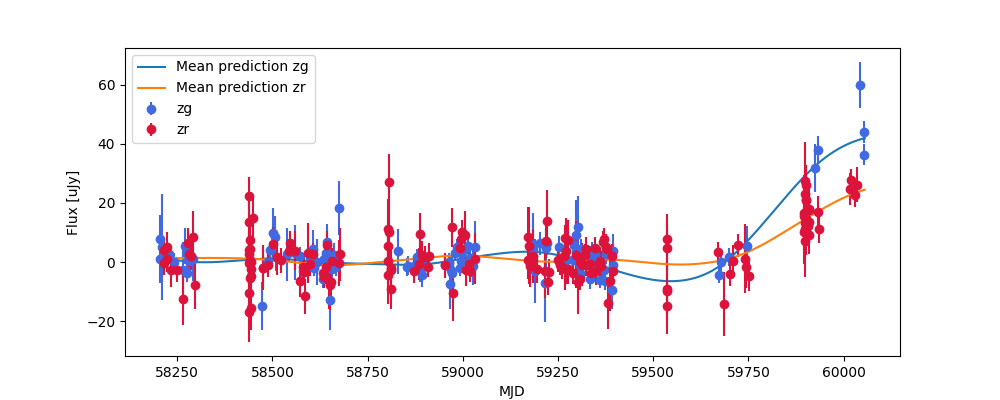 Mean prediction zg
Mean prediction zr
zg
zr
Flux [uJy]
60
40
20
0
−20
58250 58500 58750 59000 59250 59500 59750 60000
MJD